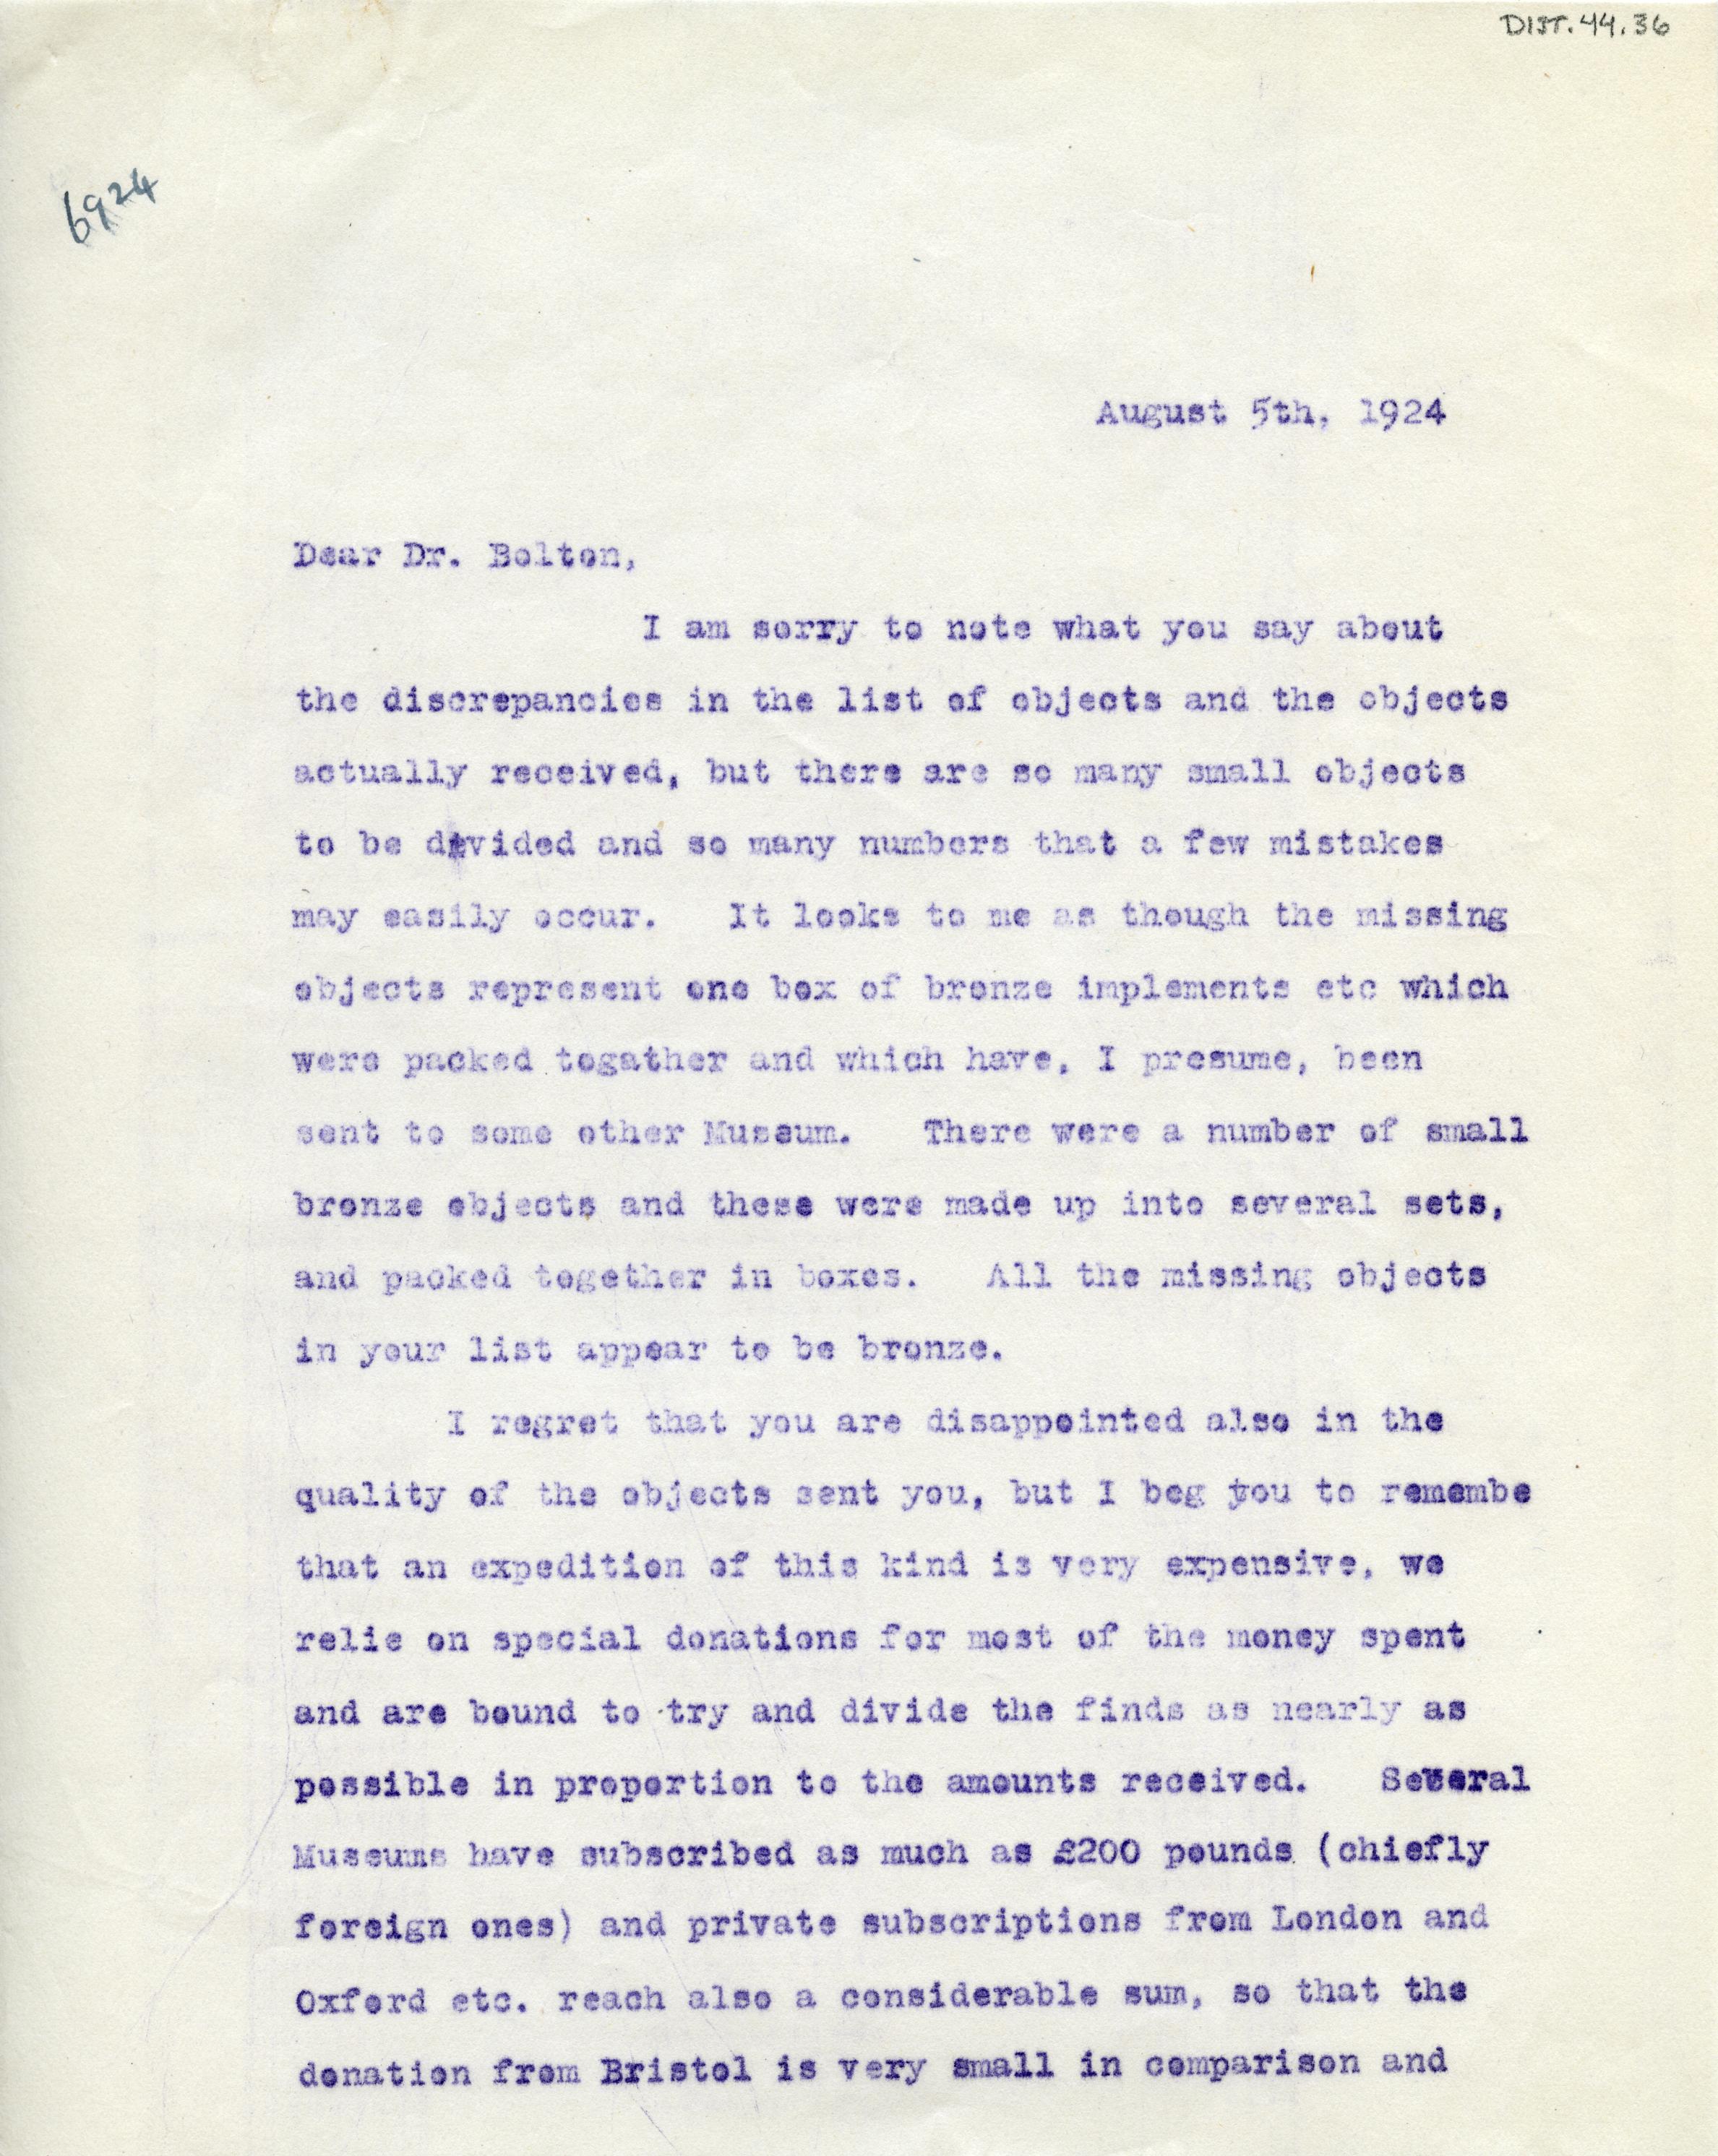 DIST.44.36
6924
August 5th, 1924
Dear Dr. Bolton,
I am sorry to note what you say about
the discrepancies in the list of objects and the objects
actually received, but there are so many small objects
to be divided and so many numbers that a few mistakes
may easily occur. It looks to me as though the missing
objects represent one box of bronze implements etc which
were packed togather and which have, I presume, been
sent to some other Museum. There were a number of small
bronze objects and these were made up into several sets,
and packed together in boxes. All the missing objects
in your list appear to be bronze.
I regret that you are disappointed also in the
quality of the objects sent you, but I beg you to remembe
that an expedition of this kind is very expensive, we
relie on special donations for most of the money spent
and are bound to try and divide the finds as nearly as
possible in proportion to the amounts received. Several
Museums have subscribed as much as £200 pounds (chiefly
foreign ones) and private subscriptions from London and
Oxford etc. reach also a considerable sum, so that the
donation from Bristol is very small in comparison and